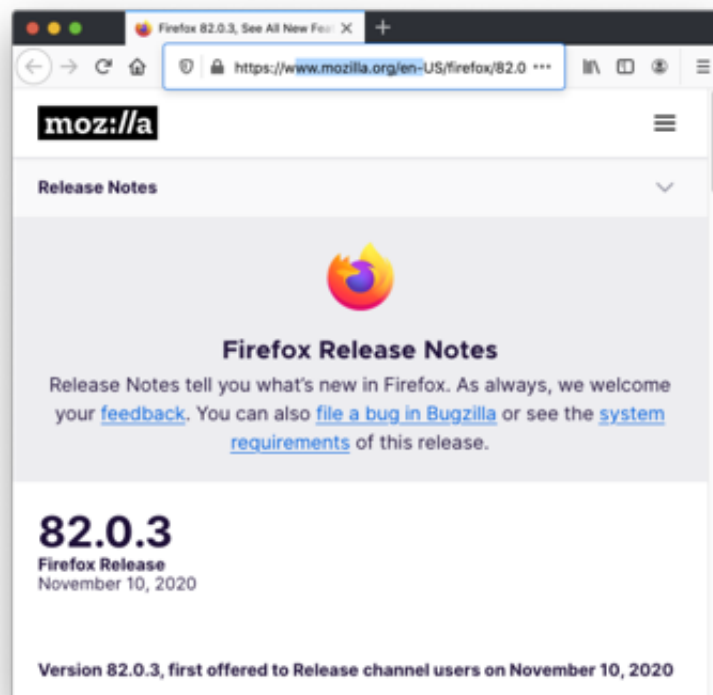 Firefox 82.0.3, See All New Fea
https://www.mozilla.org/en-US/firefox/82.0
moz://a
Release Notes
Firefox Release Notes
Release Notes tell you what's new in Firefox. As always, we welcome
your feedback. You can also file a bug in Bugzilla or see the system
requirements of this release.
82.0.3
Firefox Release
November 10, 2020
Version 82.0.3, first offered to Release channel users on November 10, 2020